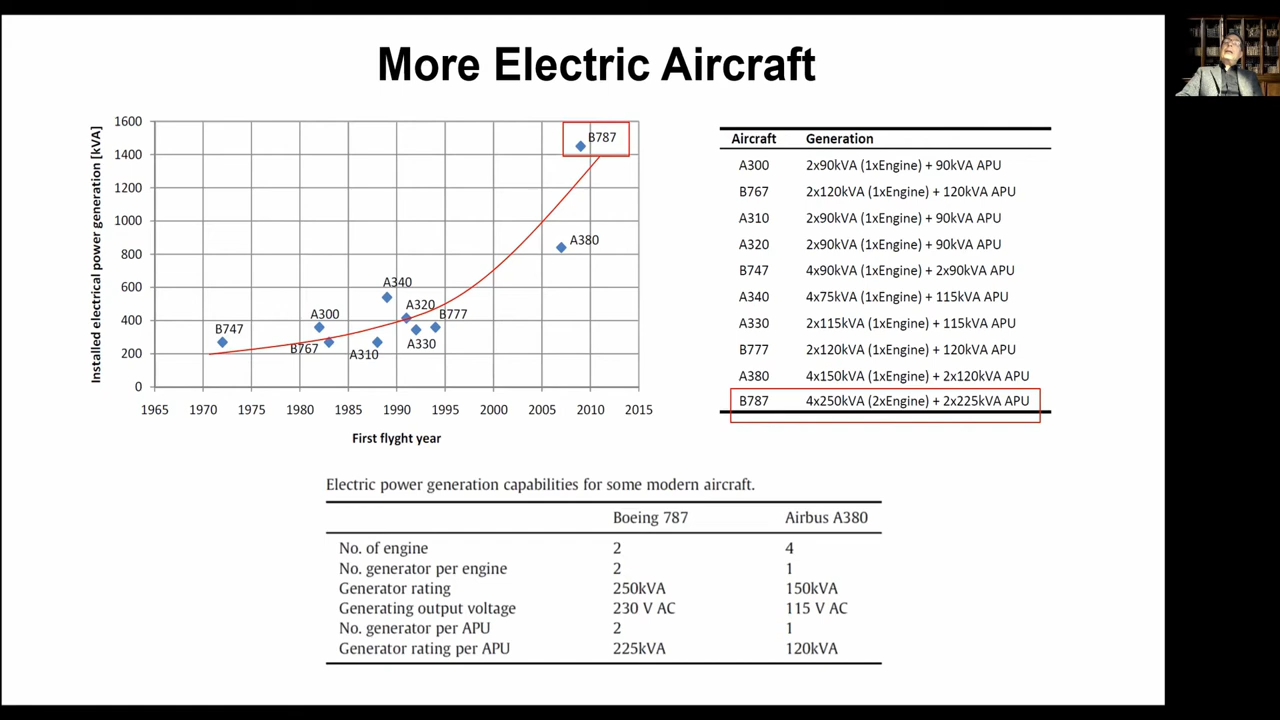 More Electric Aircraft
Installed electrical power generation [kVA]
1600
1400
1200
1000
800
600
400
200
0
B787
A380
A340
A320
A300
B777
B747
B767
A310
A330
1965 1970 1975 1980 1985 1990 1995 2000 2005 2010 2015
First flyght year
Aircraft Generation
A300 2x90kVA (1xEngine) + 90kVA APU
B767 2x120kVA (1xEngine) + 120kVA APU
A310 2x90kVA (1xEngine) + 90kVA APU
A320 2x90kVA (1xEngine) + 90kVA APU
B747 4x90kVA (1xEngine) + 2x90kVA APU
A340 4x75kVA (1xEngine) + 115kVA APU
A330 2x115kVA (1xEngine) + 115kVA APU
B777 2x120kVA (1xEngine) + 120kVA APU
A380 4x150kVA (1xEngine) + 2x120kVA APU
B787 4x250kVA (2xEngine) + 2x225kVA APU
Electric power generation capabilities for some modern aircraft.
Boeing 787 Airbus A380
No. of engine 2 4
No. generator per engine 2 1
Generator rating 250kVA 150kVA
Generating output voltage 230 V AC 115 V AC
No. generator per APU 2 1
Generator rating per APU 225kVA 120kVA